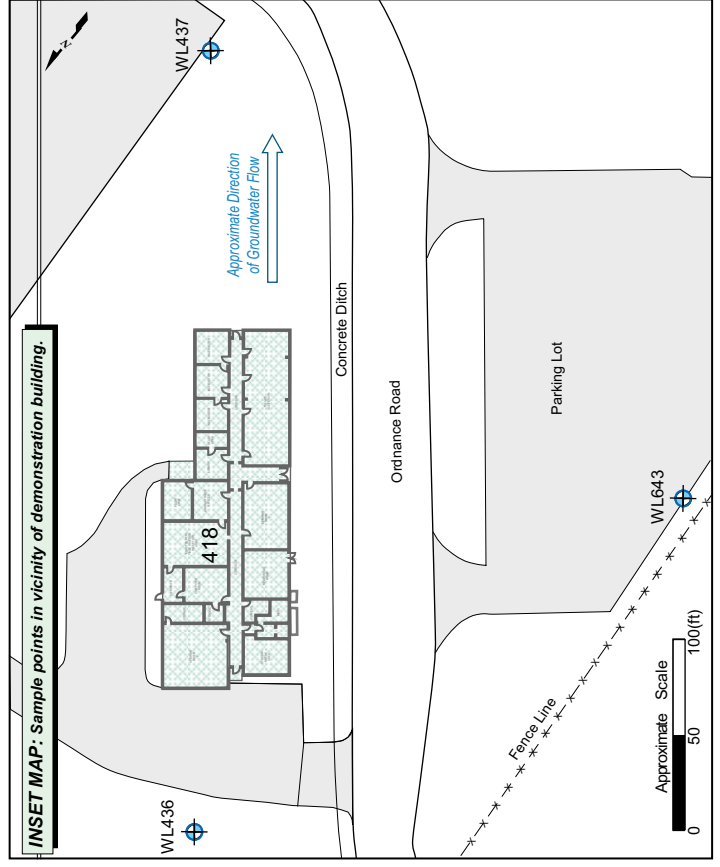 INSET MAP: Sample points in vicinity of demonstration building.
N
WL437
Approximate Direction
of Groundwater Flow
418
WL436
Concrete Ditch
Ordnance Road
Parking Lot
WL643
Fence Line
Approximate Scale
0 50 100(ft)